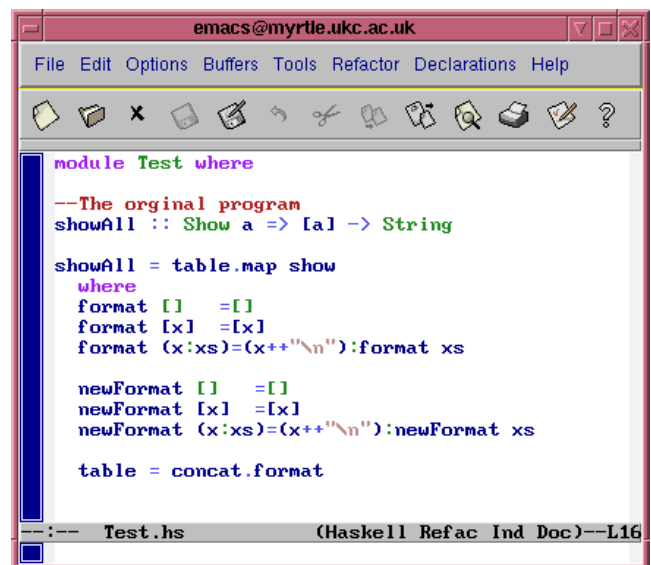 emacs@myrtle.ukc.ac.uk
File Edit Options Buffers Tools Refactor Declarations Help
module Test where
--The orginal program
showAll :: Show a => [a] -> String
showAll = table.map show
where
format []   =[]
format [x]  =[x]
format (x:xs)=(x++"\n"):format xs
newFormat []   =[]
newFormat [x]  =[x]
newFormat (x:xs)=(x++"\n"):newFormat xs
table = concat.format
--:--  Test.hs            (Haskell Refac Ind Doc)--L16